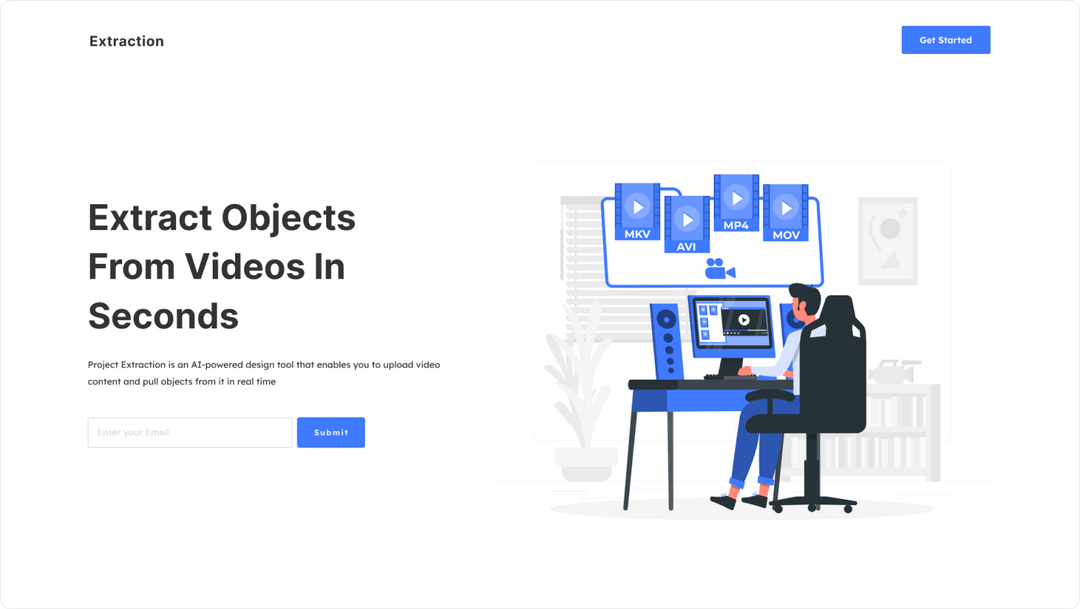 Extraction
Get Started
Extract Objects
From Videos In
Seconds
Project Extraction is an AI-powered design tool that enables you to upload video
content and pull objects from it in real time
Enter your Email
Submit
MKV
AVI
MP4
MOV